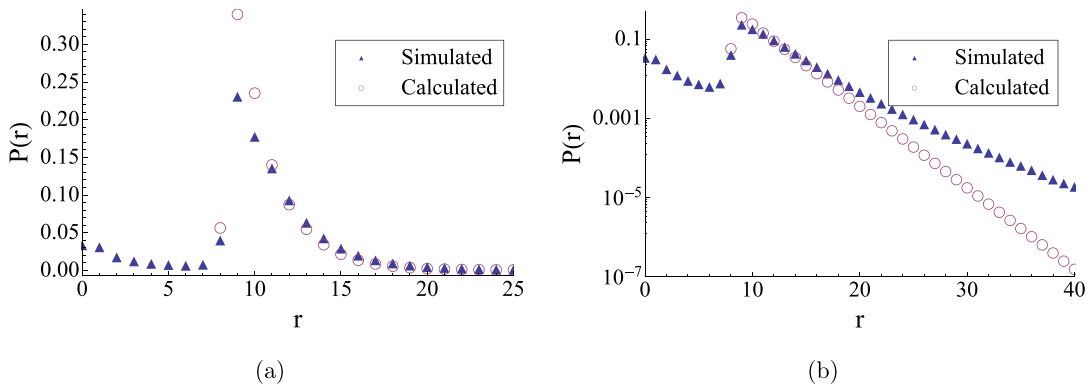 0.30
0.25
0.20
0.15
0.10
0.05
0.00
P(r)
0 5 10 15 20 25
r
Simulated
Calculated
(a)
0.1
0.001
10^-5
10^-7
P(r)
0 10 20 30 40
r
Simulated
Calculated
(b)